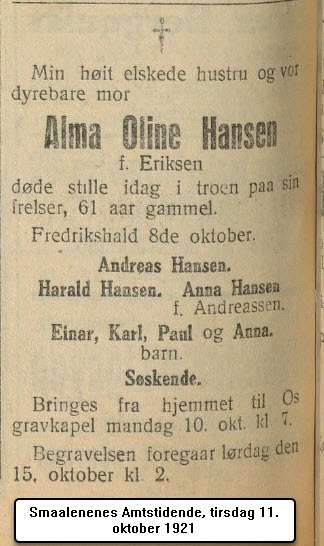 Min høit elskede hustru og vor
dyrebare mor
Alma Oline Hansen
f. Eriksen
døde stille idag i troen paa sin
frelser, 61 aar gammel.
Fredrikshald 8de oktober.
Andreas Hansen.
Harald Hansen. Anna Hansen
f. Andreassen.
Einar, Karl, Paul og Anna.
barn.
Søskende.
Bringes fra hjemmet til Os
gravkapel mandag 10. okt. kl 7.
Begravelsen foregaar lørdag den
15. oktober kl 2.
Smaalenenes Amtstidende, tirsdag 11.
oktober 1921